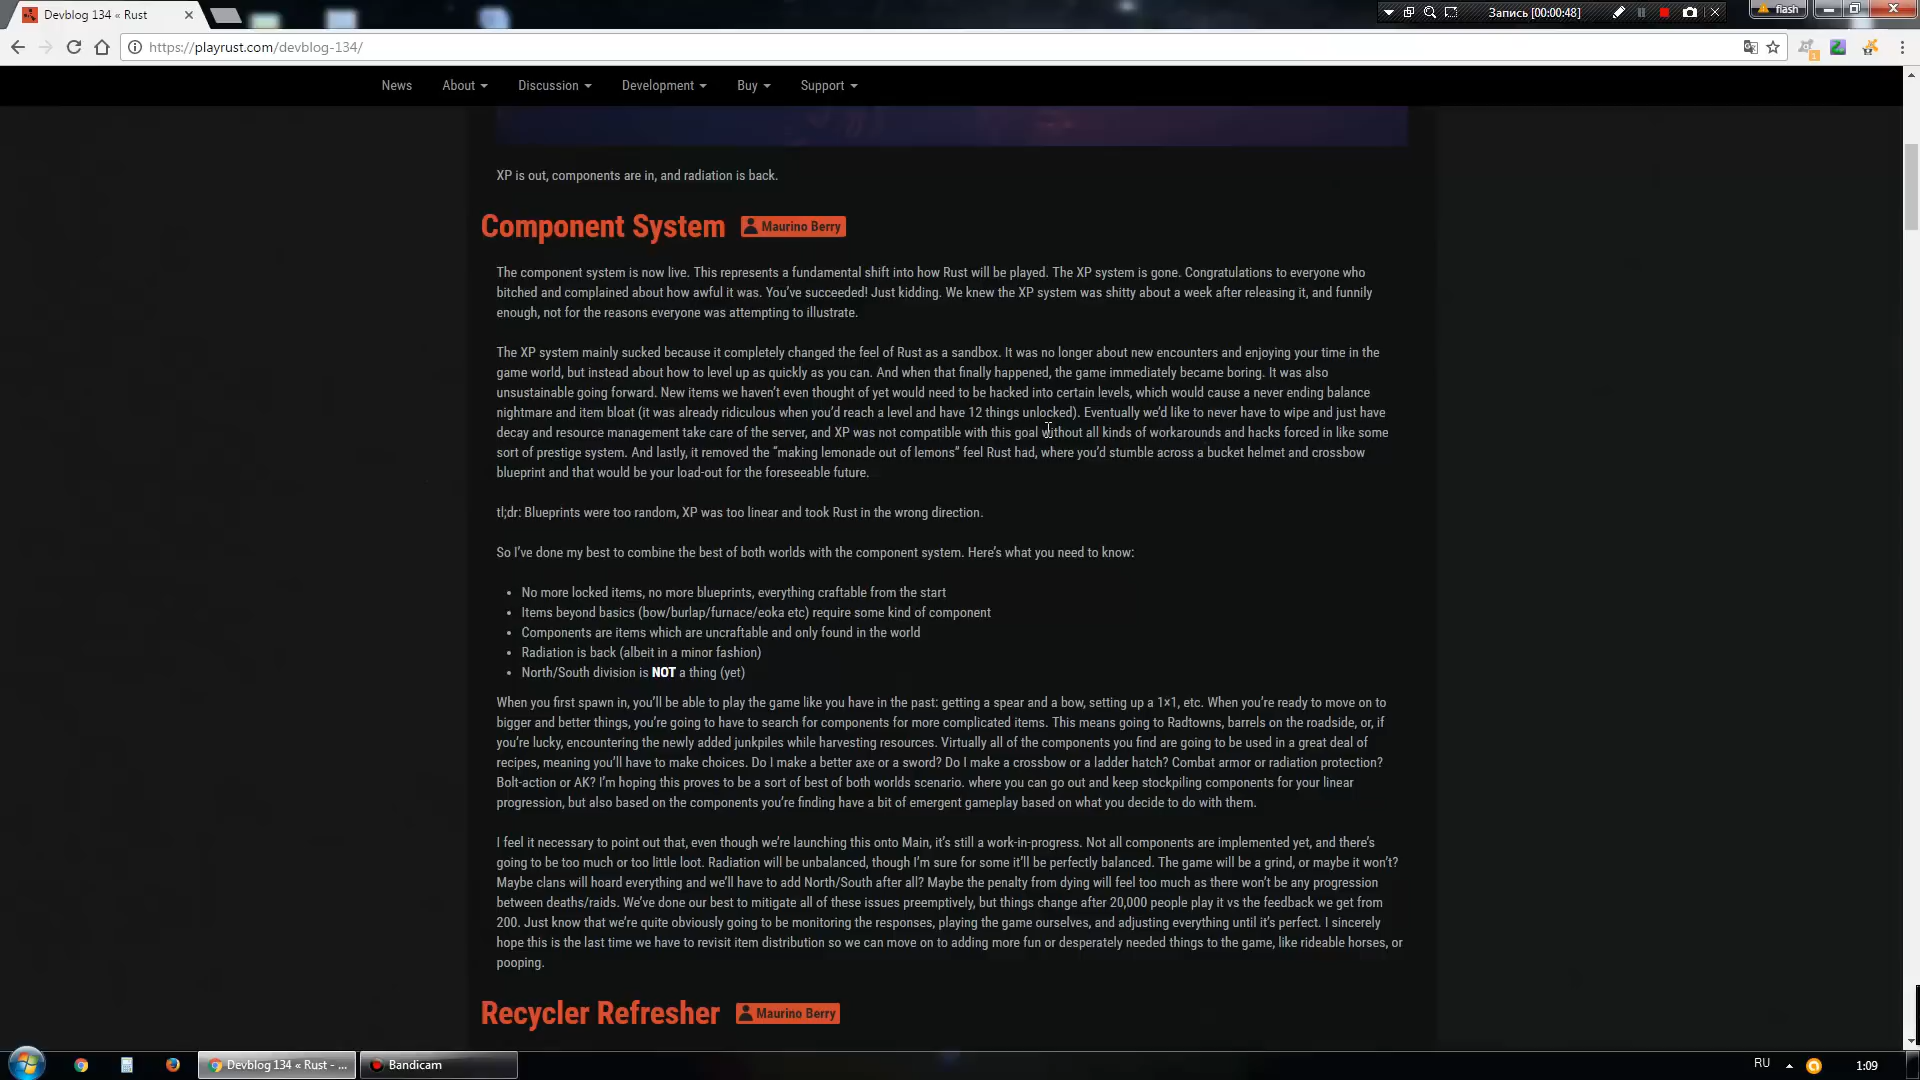 Devblog 134 « Rust
Запись [00:00:48]
flash
https://playrust.com/devblog-134/
News About Discussion Development Buy Support
XP is out, components are in, and radiation is back.
Component System Maurino Berry
The component system is now live. This represents a fundamental shift into how Rust will be played. The XP system is gone. Congratulations to everyone who
bitched and complained about how awful it was. You've succeeded! Just kidding. We knew the XP system was shitty about a week after releasing it, and funnily
enough, not for the reasons everyone was attempting to illustrate.
The XP system mainly sucked because it completely changed the feel of Rust as a sandbox. It was no longer about new encounters and enjoying your time in the
game world, but instead about how to level up as quickly as you can. And when that finally happened, the game immediately became boring. It was also
unsustainable going forward. New items we haven't even thought of yet would need to be hacked into certain levels, which would cause a never ending balance
nightmare and item bloat (it was already ridiculous when you'd reach a level and have 12 things unlocked). Eventually we'd like to never have to wipe and just have
decay and resource management take care of the server, and XP was not compatible with this goal without all kinds of workarounds and hacks forced in like some
sort of prestige system. And lastly, it removed the "making lemonade out of lemons" feel Rust had, where you'd stumble across a bucket helmet and crossbow
blueprint and that would be your load-out for the foreseeable future.
tl;dr: Blueprints were too random, XP was too linear and took Rust in the wrong direction.
So I've done my best to combine the best of both worlds with the component system. Here's what you need to know:
• No more locked items, no more blueprints, everything craftable from the start
• Items beyond basics (bow/burlap/furnace/eoka etc) require some kind of component
• Components are items which are uncraftable and only found in the world
• Radiation is back (albeit in a minor fashion)
• North/South division is NOT a thing (yet)
When you first spawn in, you'll be able to play the game like you have in the past: getting a spear and a bow, setting up a 1×1, etc. When you're ready to move on to
bigger and better things, you're going to have to search for components for more complicated items. This means going to Radtowns, barrels on the roadside, or, if
you're lucky, encountering the newly added junkpiles while harvesting resources. Virtually all of the components you find are going to be used in a great deal of
recipes, meaning you'll have to make choices. Do I make a better axe or a sword? Do I make a crossbow or a ladder hatch? Combat armor or radiation protection?
Bolt-action or AK? I'm hoping this proves to be a sort of best of both worlds scenario. where you can go out and keep stockpiling components for your linear
progression, but also based on the components you're finding have a bit of emergent gameplay based on what you decide to do with them.
I feel it necessary to point out that, even though we're launching this onto Main, it's still a work-in-progress. Not all components are implemented yet, and there's
going to be too much or too little loot. Radiation will be unbalanced, though I'm sure for some it'll be perfectly balanced. The game will be a grind, or maybe it won't?
Maybe clans will hoard everything and we'll have to add North/South after all? Maybe the penalty from dying will feel too much as there won't be any progression
between deaths/raids. We've done our best to mitigate all of these issues preemptively, but things change after 20,000 people play it vs the feedback we get from
200. Just know that we're quite obviously going to be monitoring the responses, playing the game ourselves, and adjusting everything until it's perfect. I sincerely
hope this is the last time we have to revisit item distribution so we can move on to adding more fun or desperately needed things to the game, like rideable horses, or
pooping.
Recycler Refresher Maurino Berry
Devblog 134 « Rust - ... Bandicam RU 1:09